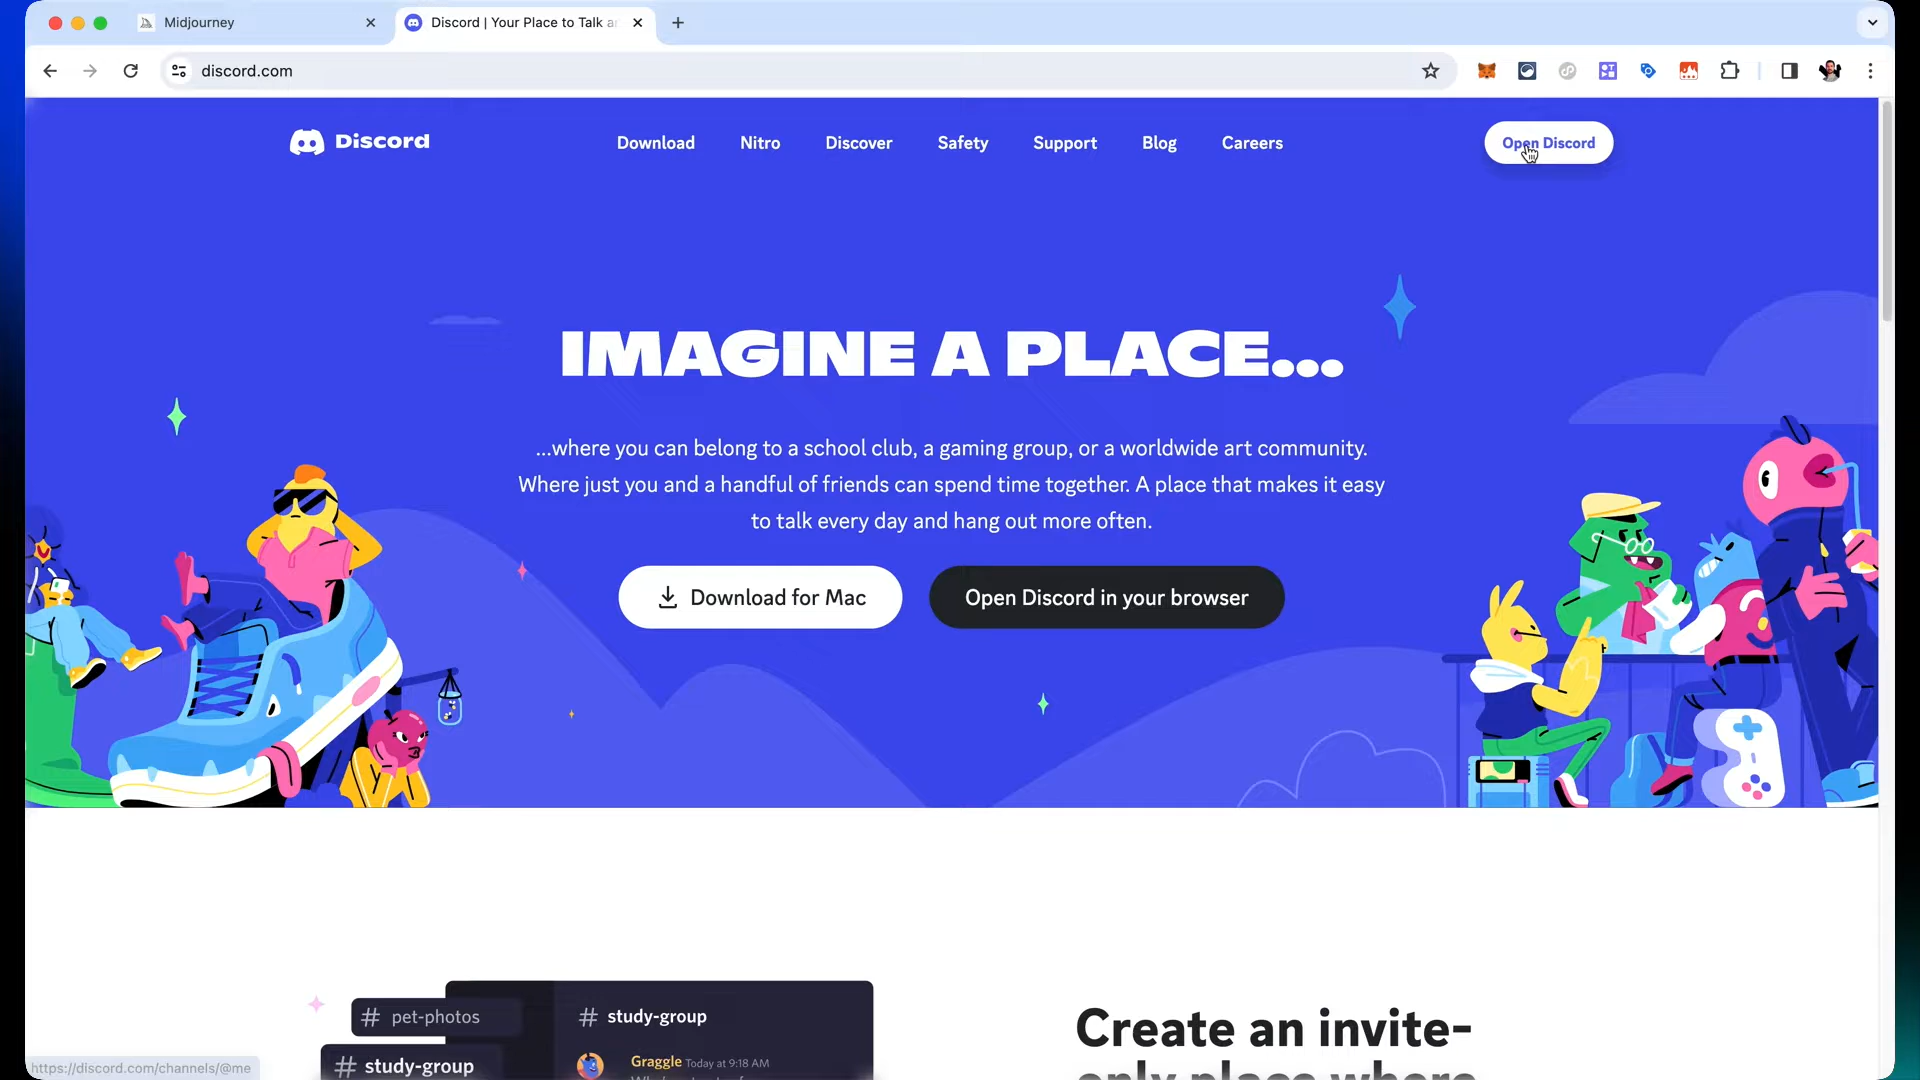 Midjourney
Discord | Your Place to Talk a
discord.com
Discord
Download
Nitro
Discover
Safety
Support
Blog
Careers
Open Discord
IMAGINE A PLACE...
...where you can belong to a school club, a gaming group, or a worldwide art community.
Where just you and a handful of friends can spend time together. A place that makes it easy
to talk every day and hang out more often.
Download for Mac
Open Discord in your browser
# pet-photos
# study-group
# study-group
Graggle Today at 9:18 AM
Create an invite-
only place where
https://discord.com/channels/@me